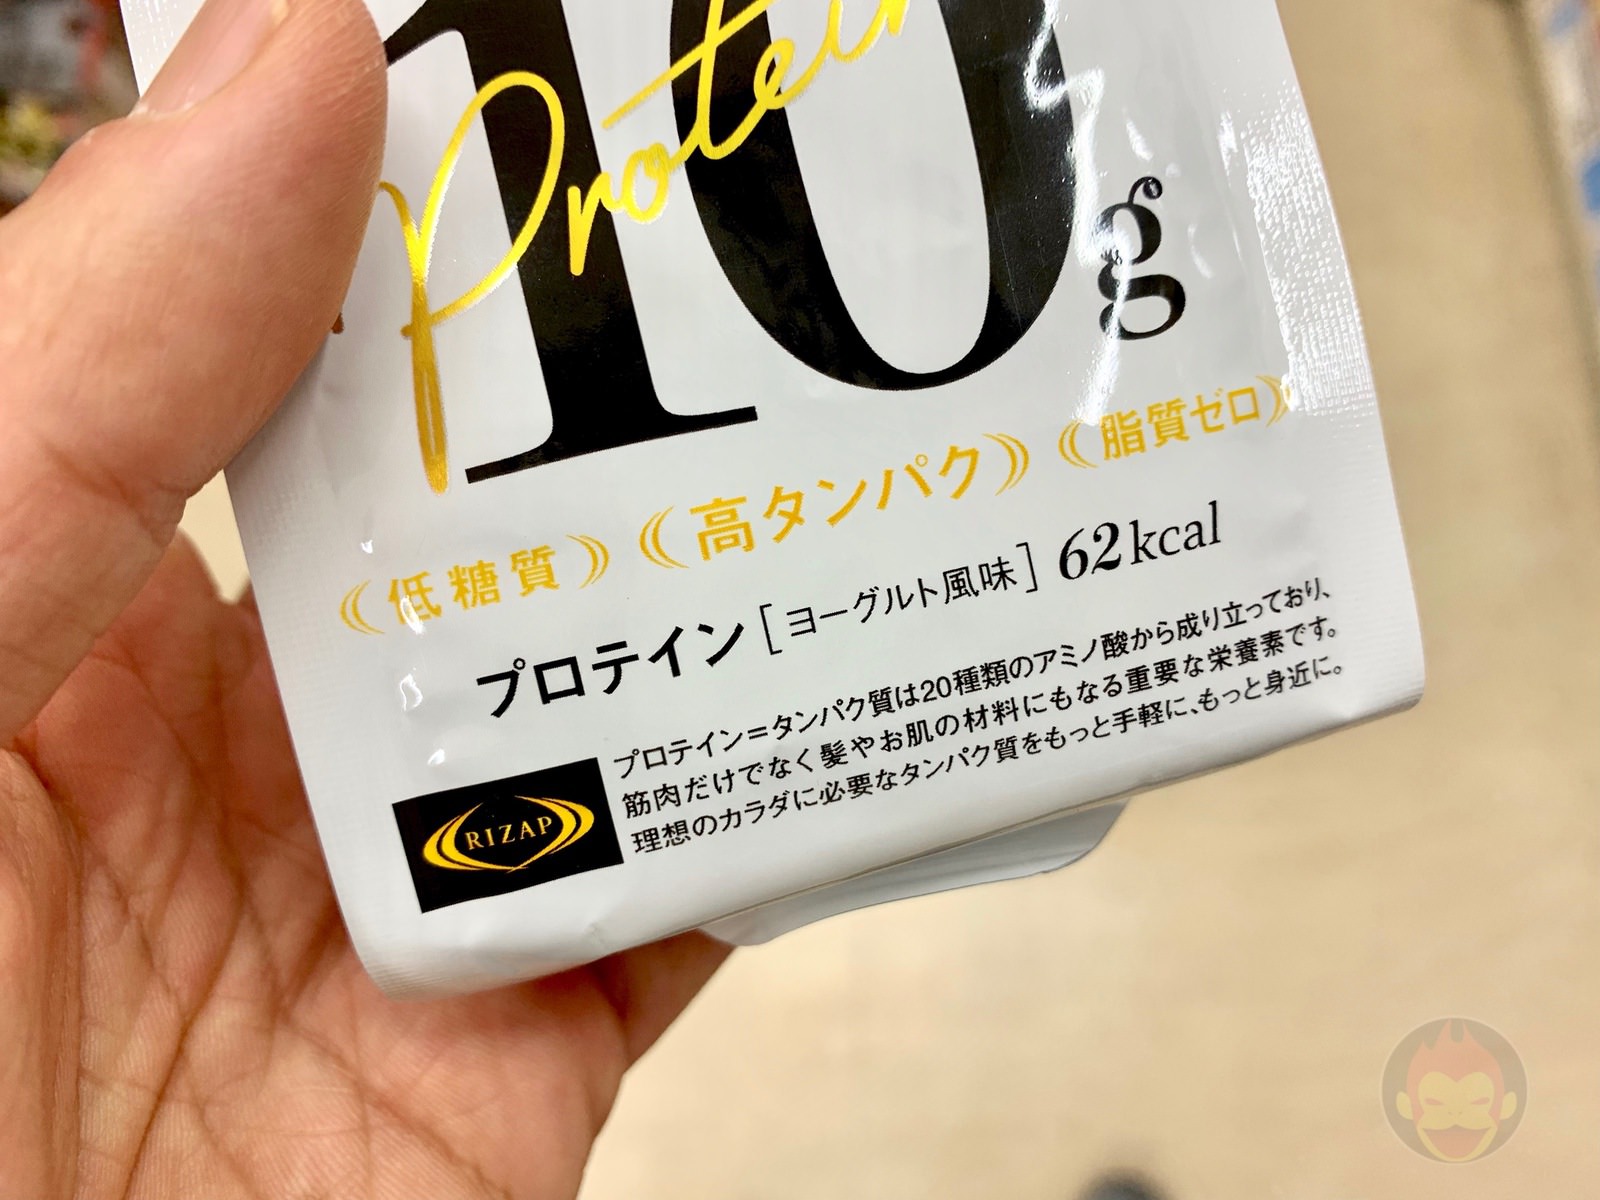 10g
Protein
低糖質 高タンパク 脂質ゼロ
プロテイン[ヨーグルト風味] 62kcal
プロテイン=タンパク質は20種類のアミノ酸から成り立っており、
筋肉だけでなく髪やお肌の材料にもなる重要な栄養素です。
理想のカラダに必要なタンパク質をもっと手軽に、もっと身近に。
RIZAP